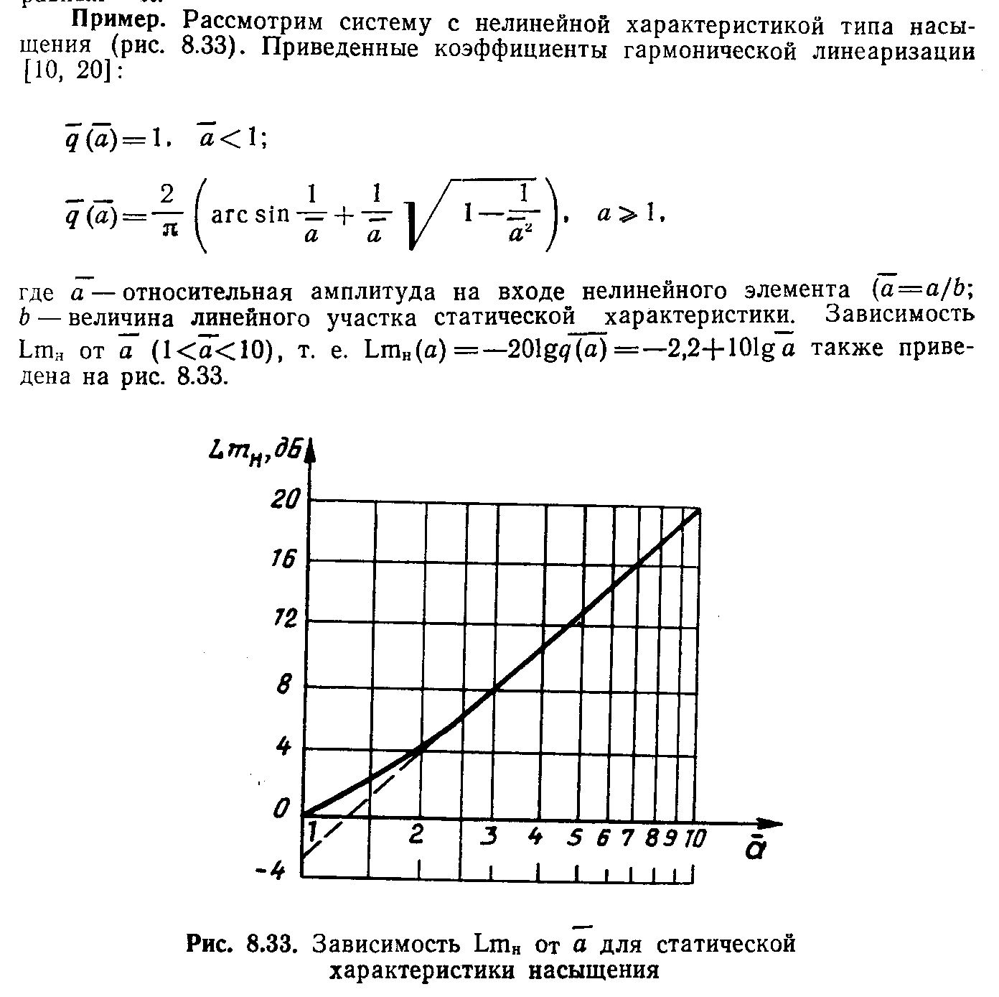 Пример. Рассмотрим систему с нелинейной характеристикой типа насы-
щения (рис. 8.33). Приведенные коэффициенты гармонической линеаризации
[10, 20]:
q̅ (a̅) = 1. a̅ < 1;
q̅ (a̅) = 2/π ( arc sin 1/a̅ + 1/a̅ √(1 — 1/a̅²) ), a ⩾ 1,
где a̅ — относительная амплитуда на входе нелинейного элемента (a̅ = a/b;
b — величина линейного участка статической характеристики. Зависимость
Lmн от a̅ (1<a̅<10), т. е. Lmн(a) = —20lgq̅(a̅) = —2,2+10lg a̅ также приве-
дена на рис. 8.33.
Lmн, дБ
20
16
12
8
4
0
1 2 3 4 5 6 7 8 9 10
a̅
-4
Рис. 8.33. Зависимость Lmн от a̅ для статической
характеристики насыщения